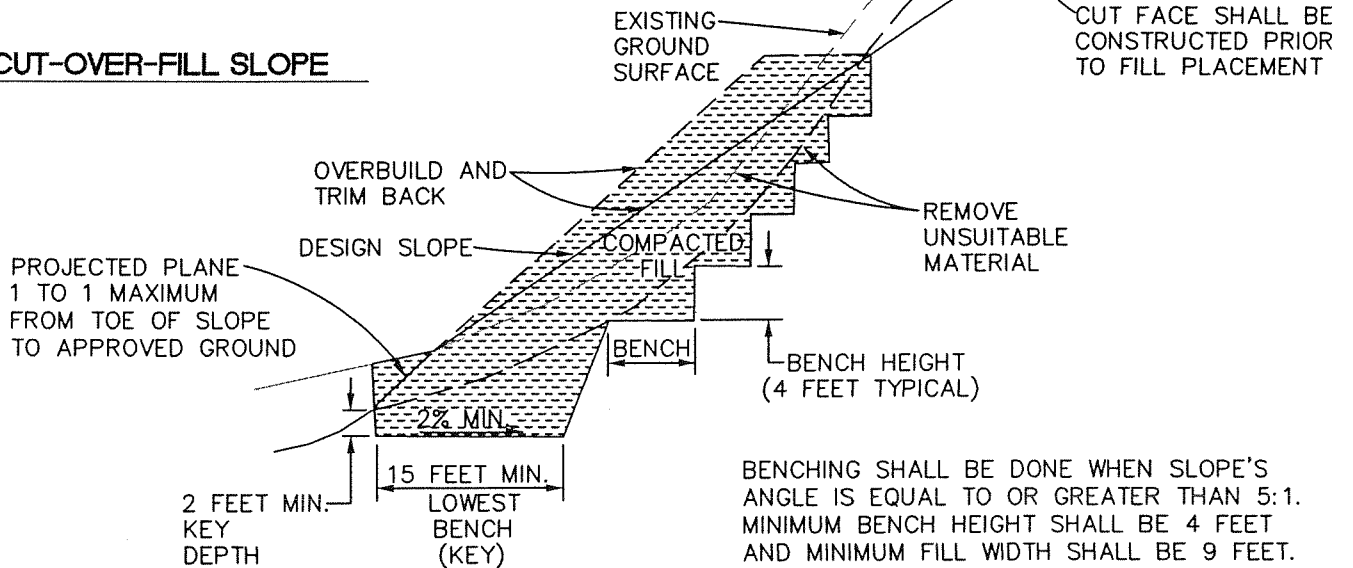 CUT-OVER-FILL SLOPE
EXISTING
GROUND
SURFACE
CUT FACE SHALL BE
CONSTRUCTED PRIOR
TO FILL PLACEMENT
OVERBUILD AND
TRIM BACK
DESIGN SLOPE
COMPACTED
FILL
REMOVE
UNSUITABLE
MATERIAL
PROJECTED PLANE
1 TO 1 MAXIMUM
FROM TOE OF SLOPE
TO APPROVED GROUND
BENCH
BENCH HEIGHT
(4 FEET TYPICAL)
2% MIN.
2 FEET MIN.
KEY
DEPTH
15 FEET MIN.
LOWEST
BENCH
(KEY)
BENCHING SHALL BE DONE WHEN SLOPE'S
ANGLE IS EQUAL TO OR GREATER THAN 5:1.
MINIMUM BENCH HEIGHT SHALL BE 4 FEET
AND MINIMUM FILL WIDTH SHALL BE 9 FEET.